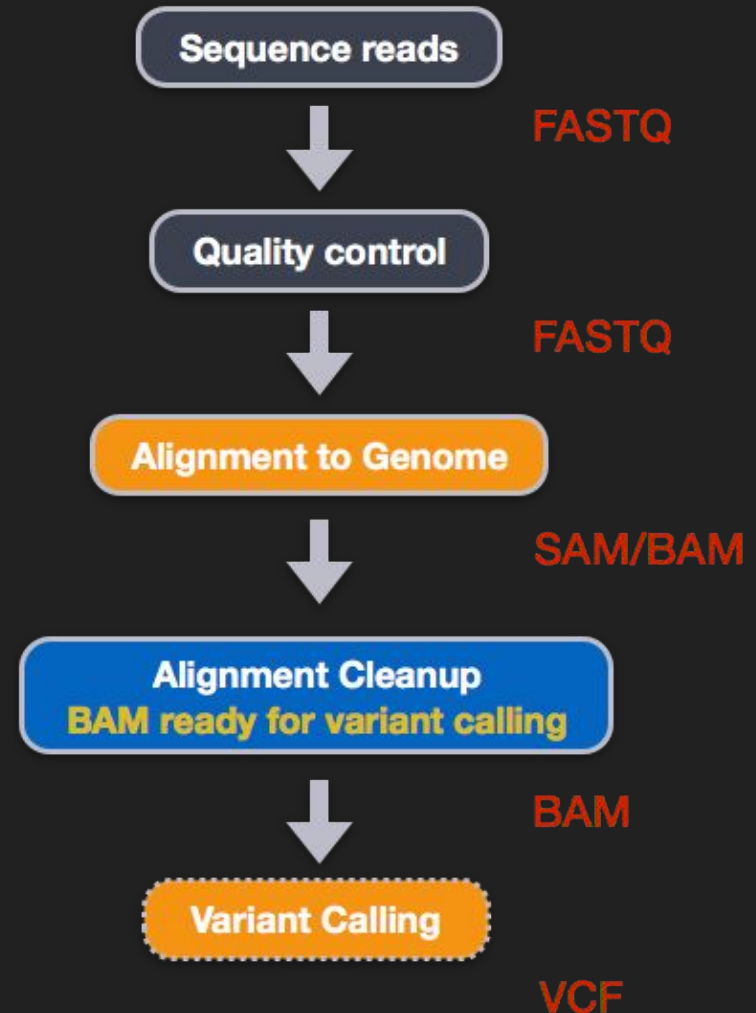 Sequence reads
FASTQ
Quality control
FASTQ
Alignment to Genome
SAM/BAM
Alignment Cleanup
BAM ready for variant calling
BAM
Variant Calling
VCF